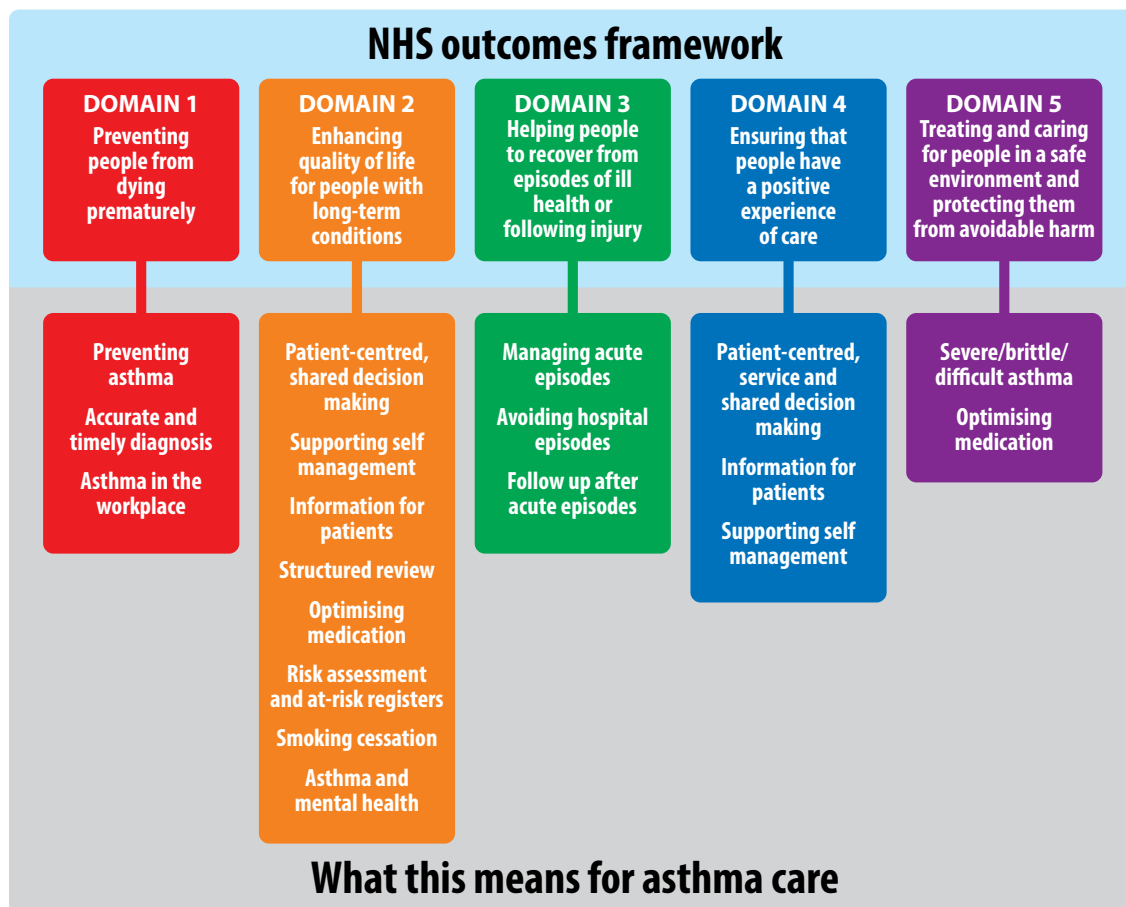 NHS outcomes framework
DOMAIN 1
Preventing
people from
dying
prematurely
DOMAIN 2
Enhancing
quality of life
for people with
long-term
conditions
DOMAIN 3
Helping people
to recover from
episodes of ill
health or
following injury
DOMAIN 4
Ensuring that
people have
a positive
experience
of care
DOMAIN 5
Treating and caring
for people in a safe
environment and
protecting them
from avoidable harm
Preventing
asthma
Accurate and
timely diagnosis
Asthma in the
workplace
Patient-centred,
shared decision
making
Supporting self
management
Information for
patients
Structured review
Optimising
medication
Risk assessment
and at-risk registers
Smoking cessation
Asthma and
mental health
Managing acute
episodes
Avoiding hospital
episodes
Follow up after
acute episodes
Patient-centred,
service and
shared decision
making
Information for
patients
Supporting self
management
Severe/brittle/
difficult asthma
Optimising
medication
What this means for asthma care